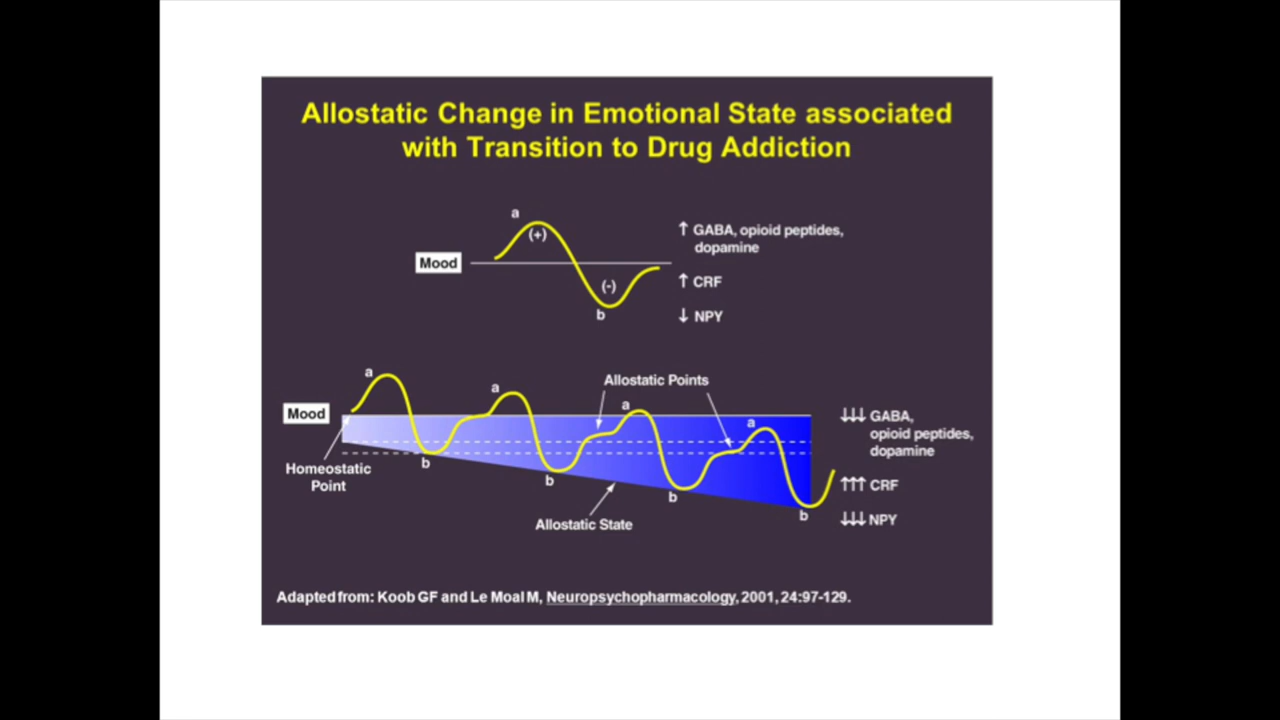 Allostatic Change in Emotional State associated
with Transition to Drug Addiction
a
(+)
Mood
(-)
b
↑ GABA, opioid peptides,
dopamine
↑ CRF
↓ NPY
Mood
a
a
a
a
Allostatic Points
b
b
b
b
Homeostatic
Point
Allostatic State
↓↓↓ GABA,
opioid peptides,
dopamine
↑↑↑ CRF
↓↓↓ NPY
Adapted from: Koob GF and Le Moal M, Neuropsychopharmacology, 2001, 24:97-129.